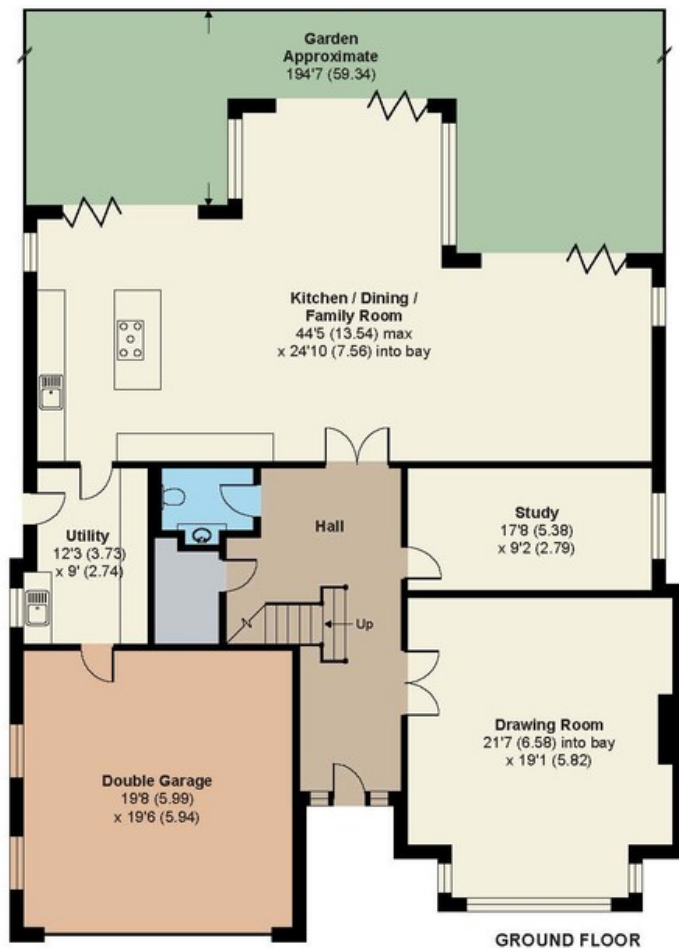 Garden
Approximate
194'7 (59.34)
Kitchen / Dining /
Family Room
44'5 (13.54) max
x 24'10 (7.56) into bay
Utility
12'3 (3.73)
x 9' (2.74)
Hall
Study
17'8 (5.38)
x 9'2 (2.79)
Up
Drawing Room
21'7 (6.58) into bay
x 19'1 (5.82)
Double Garage
19'8 (5.99)
x 19'6 (5.94)
GROUND FLOOR